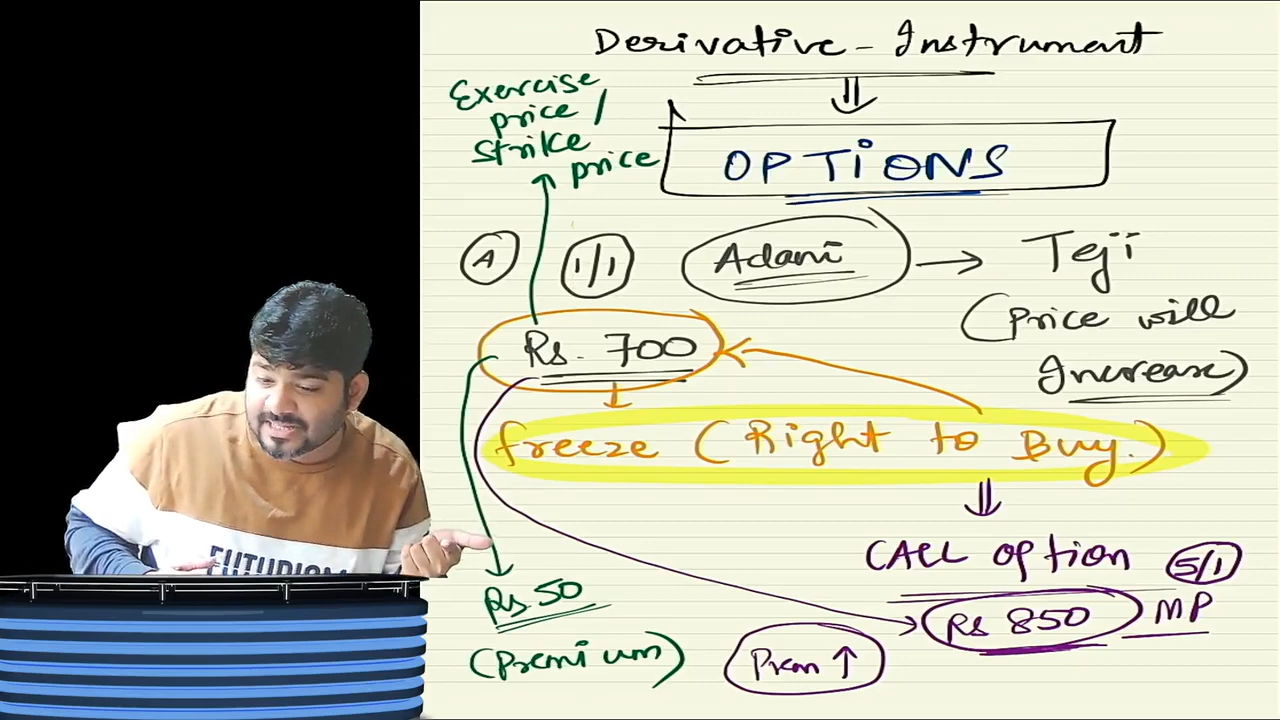 Derivative - Instrument
Exercise
price /
Strike
price
OPTIONS
A
1/1
Adani
Teji
(Price will
Increase)
Rs. 700
freeze (Right to Buy.)
CALL option
5/1
Rs 850
MP
Rs 50
(Premium)
Prem ↑
FUTURISM